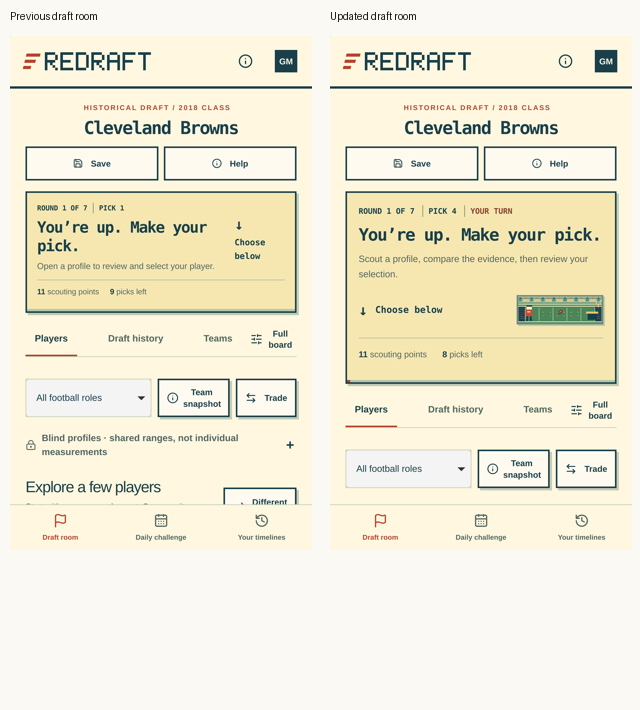 Previous draft room
REDRAFT
GM
HISTORICAL DRAFT / 2018 CLASS
Cleveland Browns
Save
Help
ROUND 1 OF 7 | PICK 1
You’re up. Make your
pick.
Open a profile to review and select your player.
↓
Choose
below
11 scouting points 9 picks left
Players
Draft history
Teams
Full
board
All football roles
Team
snapshot
Trade
Blind profiles · shared ranges, not individual
measurements
+
Explore a few players
Different
Draft room
Daily challenge
Your timelines
Updated draft room
REDRAFT
GM
HISTORICAL DRAFT / 2018 CLASS
Cleveland Browns
Save
Help
ROUND 1 OF 7 | PICK 4 | YOUR TURN
You’re up. Make your pick.
Scout a profile, compare the evidence, then review your
selection.
↓ Choose below
11 scouting points 8 picks left
Players
Draft history
Teams
Full
board
All football roles
Team
snapshot
Trade
Draft room
Daily challenge
Your timelines